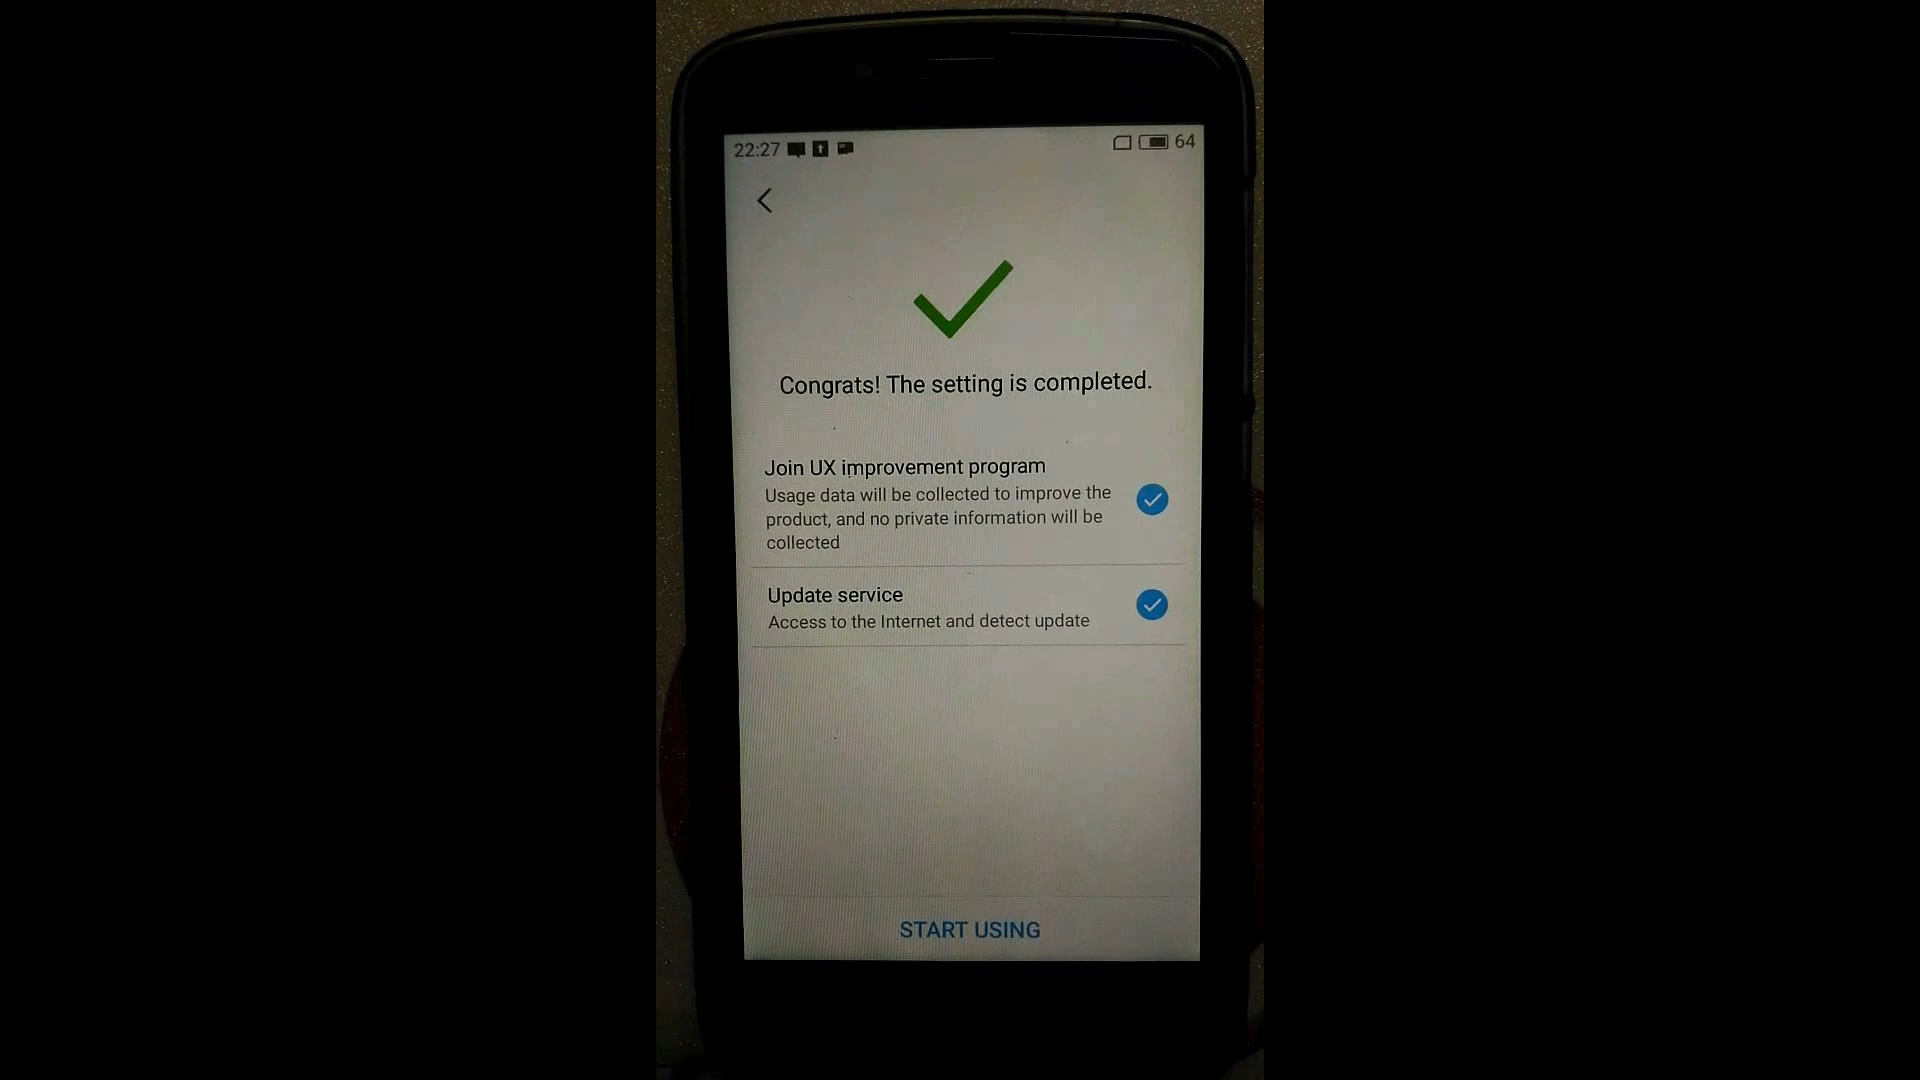 22:27 64
Congrats! The setting is completed.
Join UX improvement program
Usage data will be collected to improve the
product, and no private information will be
collected
Update service
Access to the Internet and detect update
START USING